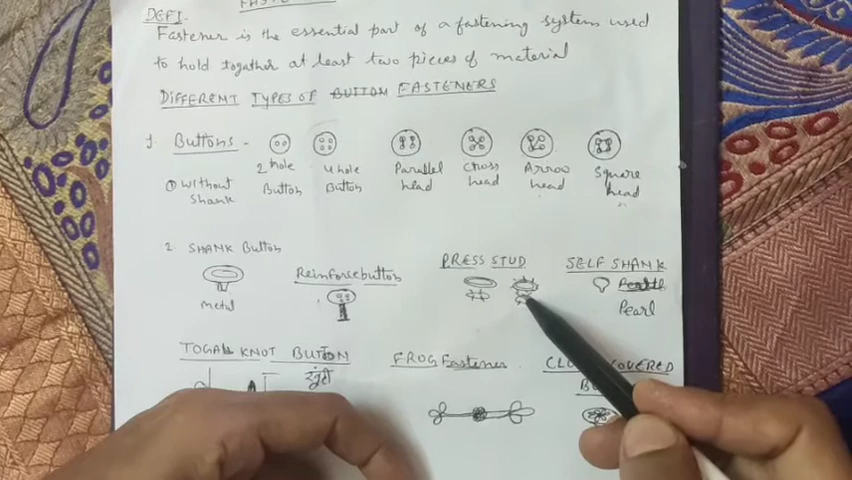 DEFI.
Fastener is the essential part of a fastening system used
to hold together at least two pieces of material
DIFFERENT TYPES OF BUTTON FASTENERS
1. Buttons -
① Without Shank
2 hole Button
4 hole Button
Parallel head
Cross head
Arrow head
Square head
2. SHANK Button
metal
Reinforcebutton
PRESS STUD
SELF SHANK
Pearl
TOGAL KNOT BUTTON
FROG Fastener
COVERED